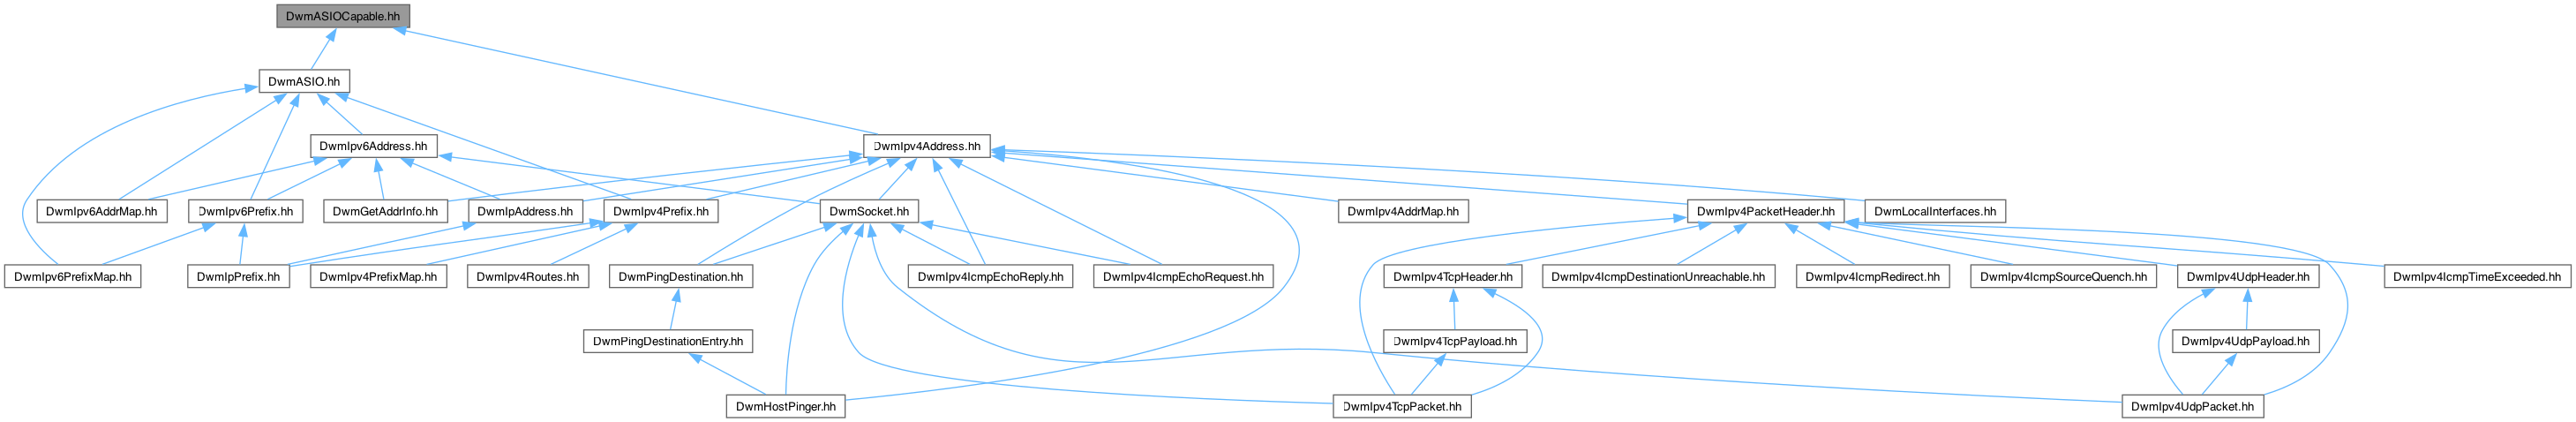 DwmASIOCapable.hh
DwmASIO.hh
DwmIpv6Address.hh
DwmIpv4Address.hh
DwmIpv6AddrMap.hh
DwmIpv6Prefix.hh
DwmGetAddrInfo.hh
DwmIpAddress.hh
DwmIpv4Prefix.hh
DwmSocket.hh
DwmIpv4AddrMap.hh
DwmIpv4PacketHeader.hh
DwmLocalInterfaces.hh
DwmIpv6PrefixMap.hh
DwmIpPrefix.hh
DwmIpv4PrefixMap.hh
DwmIpv4Routes.hh
DwmPingDestination.hh
DwmIpv4IcmpEchoReply.hh
DwmIpv4IcmpEchoRequest.hh
DwmIpv4TcpHeader.hh
DwmIpv4IcmpDestinationUnreachable.hh
DwmIpv4IcmpRedirect.hh
DwmIpv4IcmpSourceQuench.hh
DwmIpv4UdpHeader.hh
DwmIpv4IcmpTimeExceeded.hh
DwmPingDestinationEntry.hh
DwmIpv4TcpPayload.hh
DwmIpv4UdpPayload.hh
DwmHostPinger.hh
DwmIpv4TcpPacket.hh
DwmIpv4UdpPacket.hh